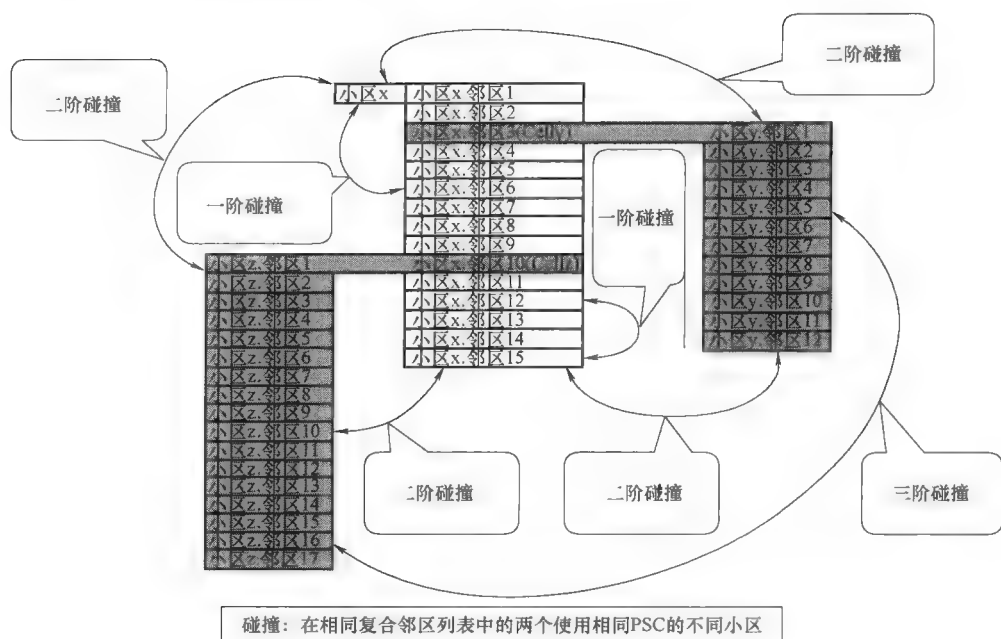 二阶碰撞
二阶碰撞
小区x
小区x.邻区1
小区x.邻区2
小区x.邻区3(Celly)
小区x.邻区4
小区x.邻区5
小区x.邻区6
小区x.邻区7
小区x.邻区8
小区x.邻区9
小区x.邻区10(Cellz)
小区x.邻区11
小区x.邻区12
小区x.邻区13
小区x.邻区14
小区x.邻区15
一阶碰撞
一阶碰撞
小区y.邻区1
小区y.邻区2
小区y.邻区3
小区y.邻区4
小区y.邻区5
小区y.邻区6
小区y.邻区7
小区y.邻区8
小区y.邻区9
小区y.邻区10
小区y.邻区11
小区y.邻区12
小区z.邻区1
小区z.邻区2
小区z.邻区3
小区z.邻区4
小区z.邻区5
小区z.邻区6
小区z.邻区7
小区z.邻区8
小区z.邻区9
小区z.邻区10
小区z.邻区11
小区z.邻区12
小区z.邻区13
小区z.邻区14
小区z.邻区15
小区z.邻区16
小区z.邻区17
二阶碰撞
二阶碰撞
三阶碰撞
碰撞：在相同复合邻区列表中的两个使用相同PSC的不同小区